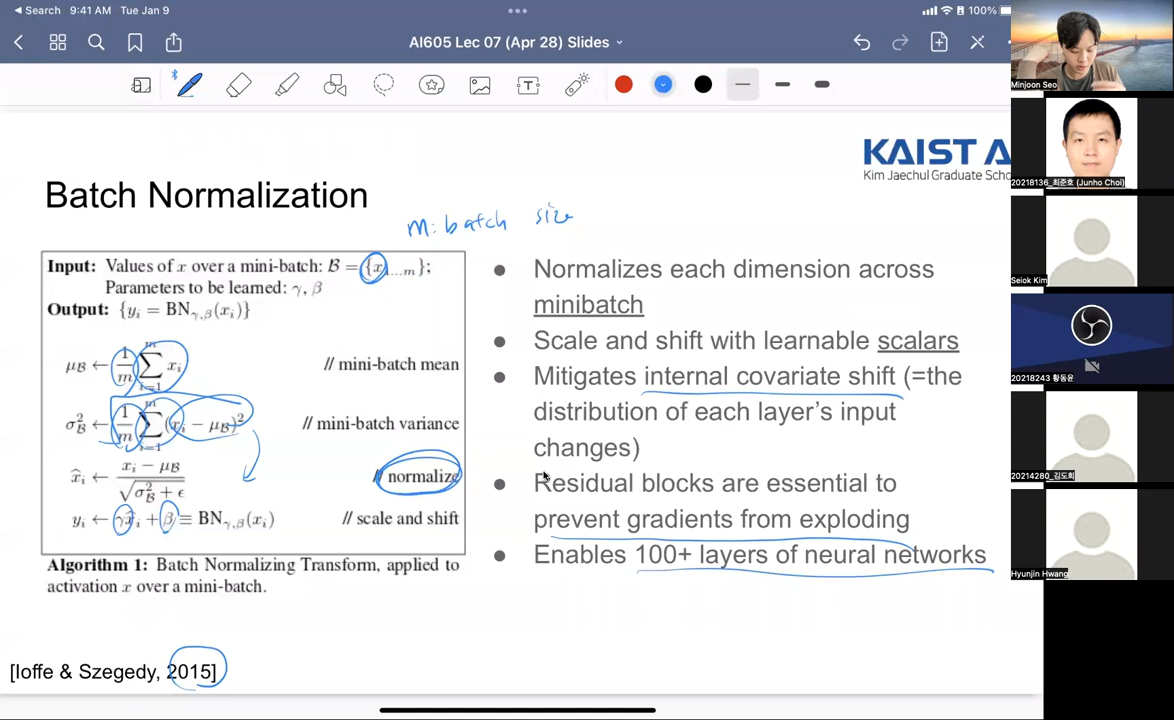 Search 9:41 AM Tue Jan 9
100%
AI605 Lec 07 (Apr 28) Slides
KAIST A
Kim Jaechul Graduate Scho
Batch Normalization
m: batch size
Input: Values of x over a mini-batch: B = {x₁...m};
Parameters to be learned: γ, β
Output: {yᵢ = BNγ,β(xᵢ)}
μB ← 1/m ∑ᵢ₌₁ᵐ xᵢ // mini-batch mean
σ²B ← 1/m ∑ᵢ₌₁ᵐ (xᵢ − μB)² // mini-batch variance
x̂ᵢ ← (xᵢ − μB) / √(σ²B + ϵ) // normalize
yᵢ ← γx̂ᵢ + β ≡ BNγ,β(xᵢ) // scale and shift
Algorithm 1: Batch Normalizing Transform, applied to
activation x over a mini-batch.
● Normalizes each dimension across
minibatch
● Scale and shift with learnable scalars
● Mitigates internal covariate shift (=the
distribution of each layer's input
changes)
● Residual blocks are essential to
prevent gradients from exploding
● Enables 100+ layers of neural networks
[Ioffe & Szegedy, 2015]
Minjoon Seo
20218136_최준호 (Junho Choi)
Seiok Kim
20218243 황동윤
20214280_김도희
Hyunjin Hwang